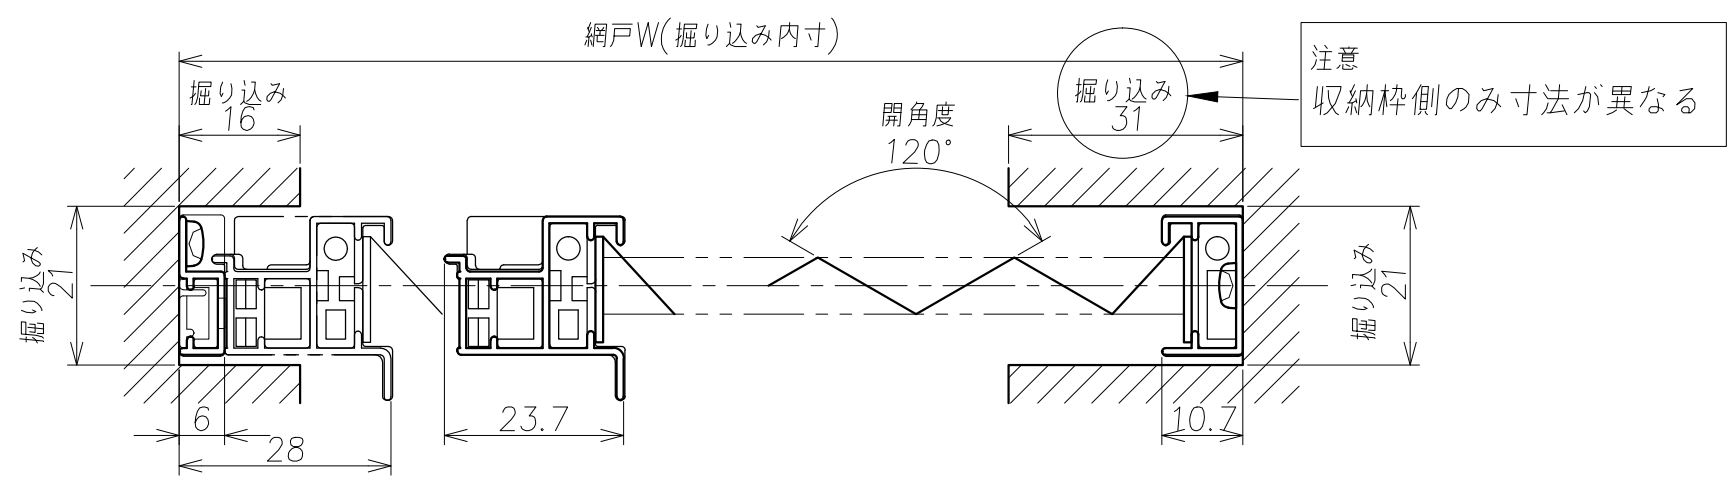 網戸W(掘り込み内寸)
掘り込み
16
開角度
120°
掘り込み
31
注意
収納枠側のみ寸法が異なる
掘り込み
21
掘り込み
21
6
28
23.7
10.7